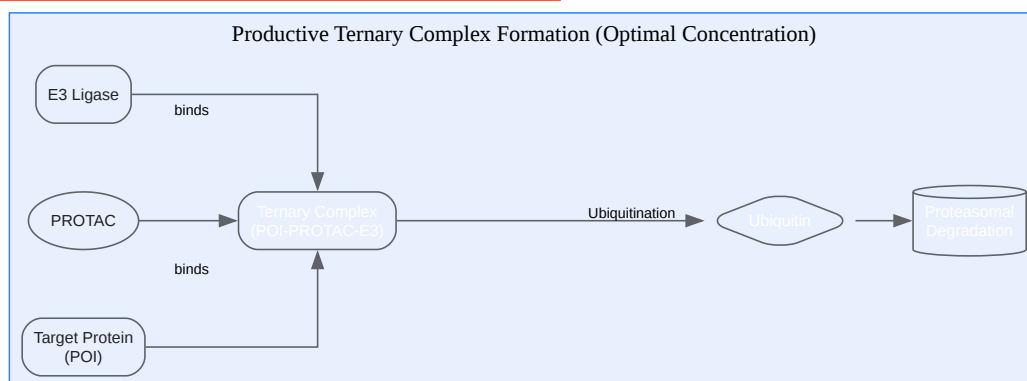 Productive Ternary Complex Formation (Optimal Concentration)
E3 Ligase
binds
PROTAC
Ternary Complex
(POI-PROTAC-E3)
Ubiquitination
Ubiquitin
Proteasomal
Degradation
binds
Target Protein
(POI)